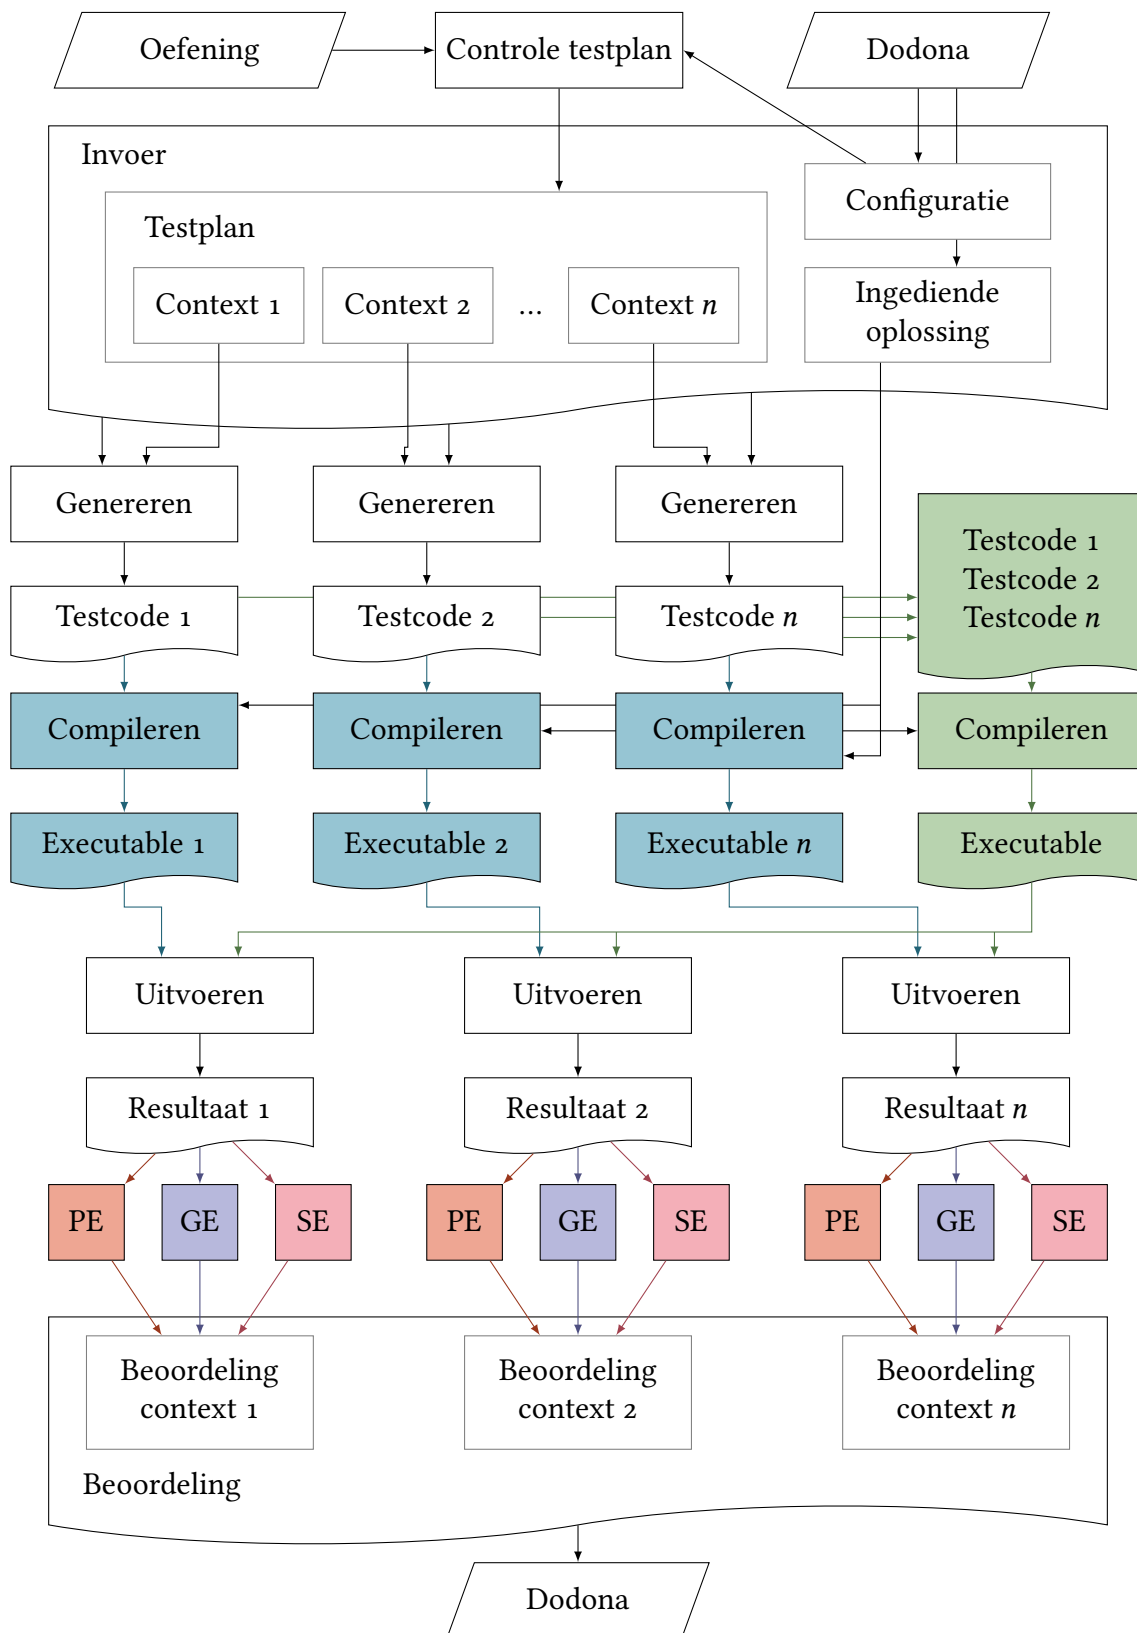 Oefening
Controle testplan
Dodona
Invoer
Configuratie
Testplan
Context 1
Context 2
...
Context n
Ingediende
oplossing
Genereren
Genereren
Genereren
Testcode 1
Testcode 2
Testcode n
Testcode 1
Testcode 2
Testcode n
Compileren
Compileren
Compileren
Compileren
Executable 1
Executable 2
Executable n
Executable
Uitvoeren
Uitvoeren
Uitvoeren
Resultaat 1
Resultaat 2
Resultaat n
PE
GE
SE
PE
GE
SE
PE
GE
SE
Beoordeling
context 1
Beoordeling
context 2
Beoordeling
context n
Beoordeling
Dodona